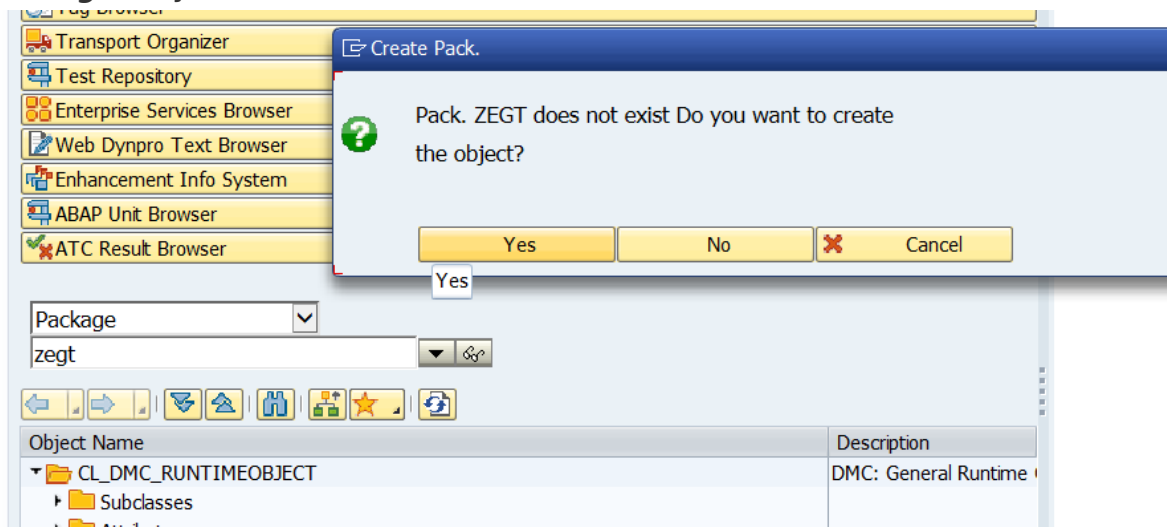 Tag Browser
Transport Organizer
Test Repository
Enterprise Services Browser
Web Dynpro Text Browser
Enhancement Info System
ABAP Unit Browser
ATC Result Browser
Create Pack.
Pack. ZEGT does not exist Do you want to create
the object?
Yes No Cancel
Yes
Package
zegt
Object Name Description
CL_DMC_RUNTIMEOBJECT DMC: General Runtime
Subclasses